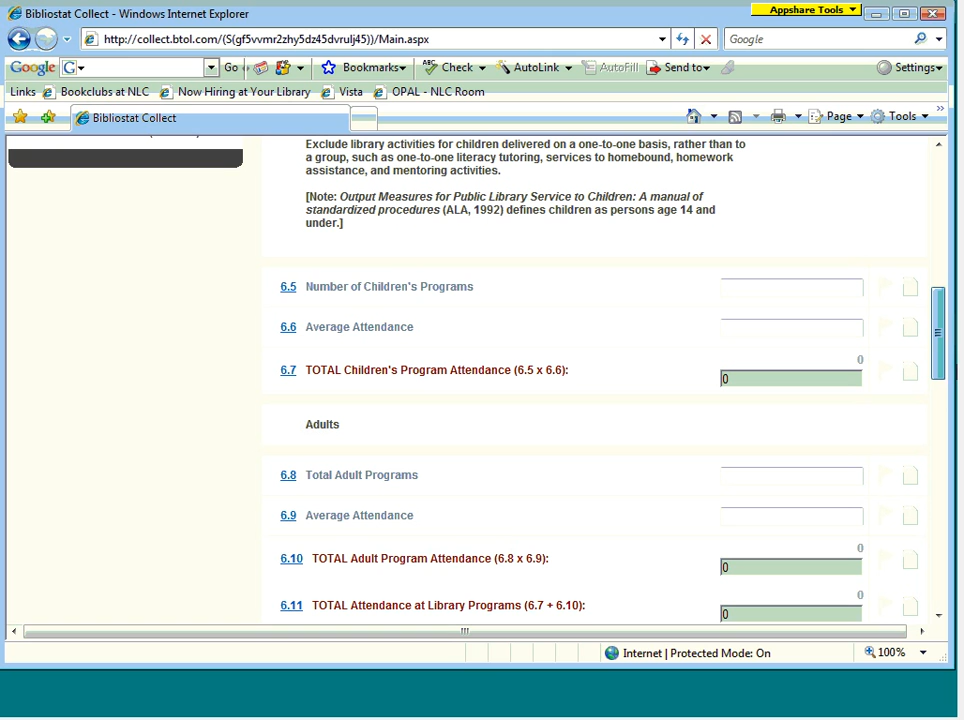 Bibliostat Collect - Windows Internet Explorer
Appshare Tools
http://collect.btol.com/(S(gf5vvmr2zhy5dz45dvrulj45))/Main.aspx
Google
Google G Go Bookmarks Check AutoLink AutoFill Send to Settings
Links Bookclubs at NLC Now Hiring at Your Library Vista OPAL - NLC Room
Bibliostat Collect
Page Tools
Exclude library activities for children delivered on a one-to-one basis, rather than to
a group, such as one-to-one literacy tutoring, services to homebound, homework
assistance, and mentoring activities.
[Note: Output Measures for Public Library Service to Children: A manual of
standardized procedures (ALA, 1992) defines children as persons age 14 and
under.]
6.5 Number of Children's Programs
6.6 Average Attendance
0
6.7 TOTAL Children's Program Attendance (6.5 x 6.6):
0
Adults
6.8 Total Adult Programs
6.9 Average Attendance
0
6.10 TOTAL Adult Program Attendance (6.8 x 6.9):
0
0
6.11 TOTAL Attendance at Library Programs (6.7 + 6.10):
0
Internet | Protected Mode: On
100%